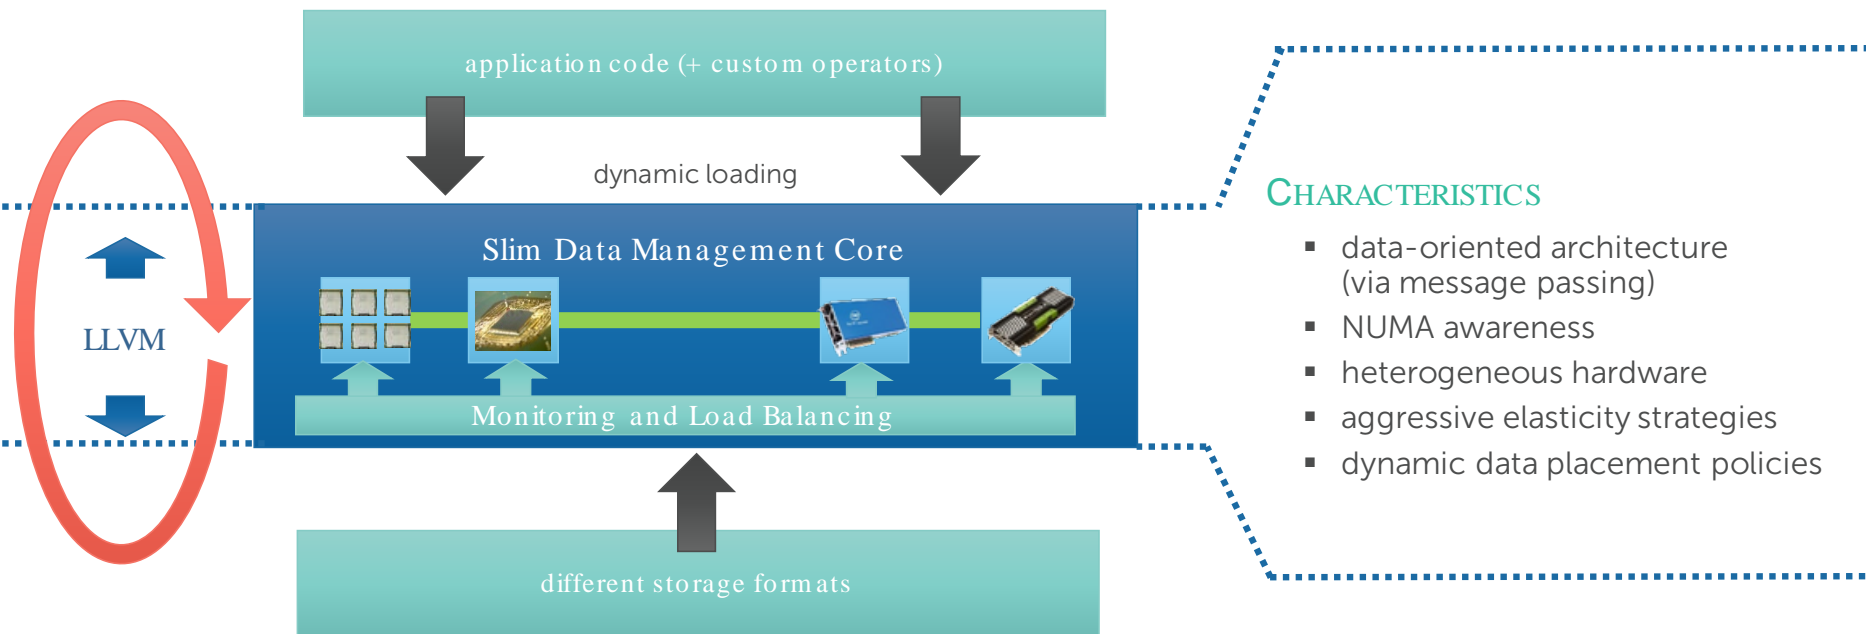 application code (+ custom operators)
dynamic loading
Slim Data Management Core
LLVM
Monitoring and Load Balancing
different storage formats
CHARACTERISTICS
▪ data-oriented architecture
(via message passing)
▪ NUMA awareness
▪ heterogeneous hardware
▪ aggressive elasticity strategies
▪ dynamic data placement policies